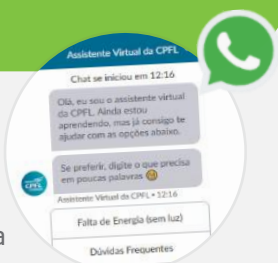 Assistente Virtual da CPFL
Chat se iniciou em 12:16
Olá, eu sou o assistente virtual
da CPFL. Ainda estou
aprendendo, mas já consigo te
ajudar com as opções abaixo.
Se preferir, digite o que precisa
em poucas palavras
CPFL
Assistente Virtual da CPFL • 12:16
Falta de Energia (sem luz)
Dúvidas Frequentes
a